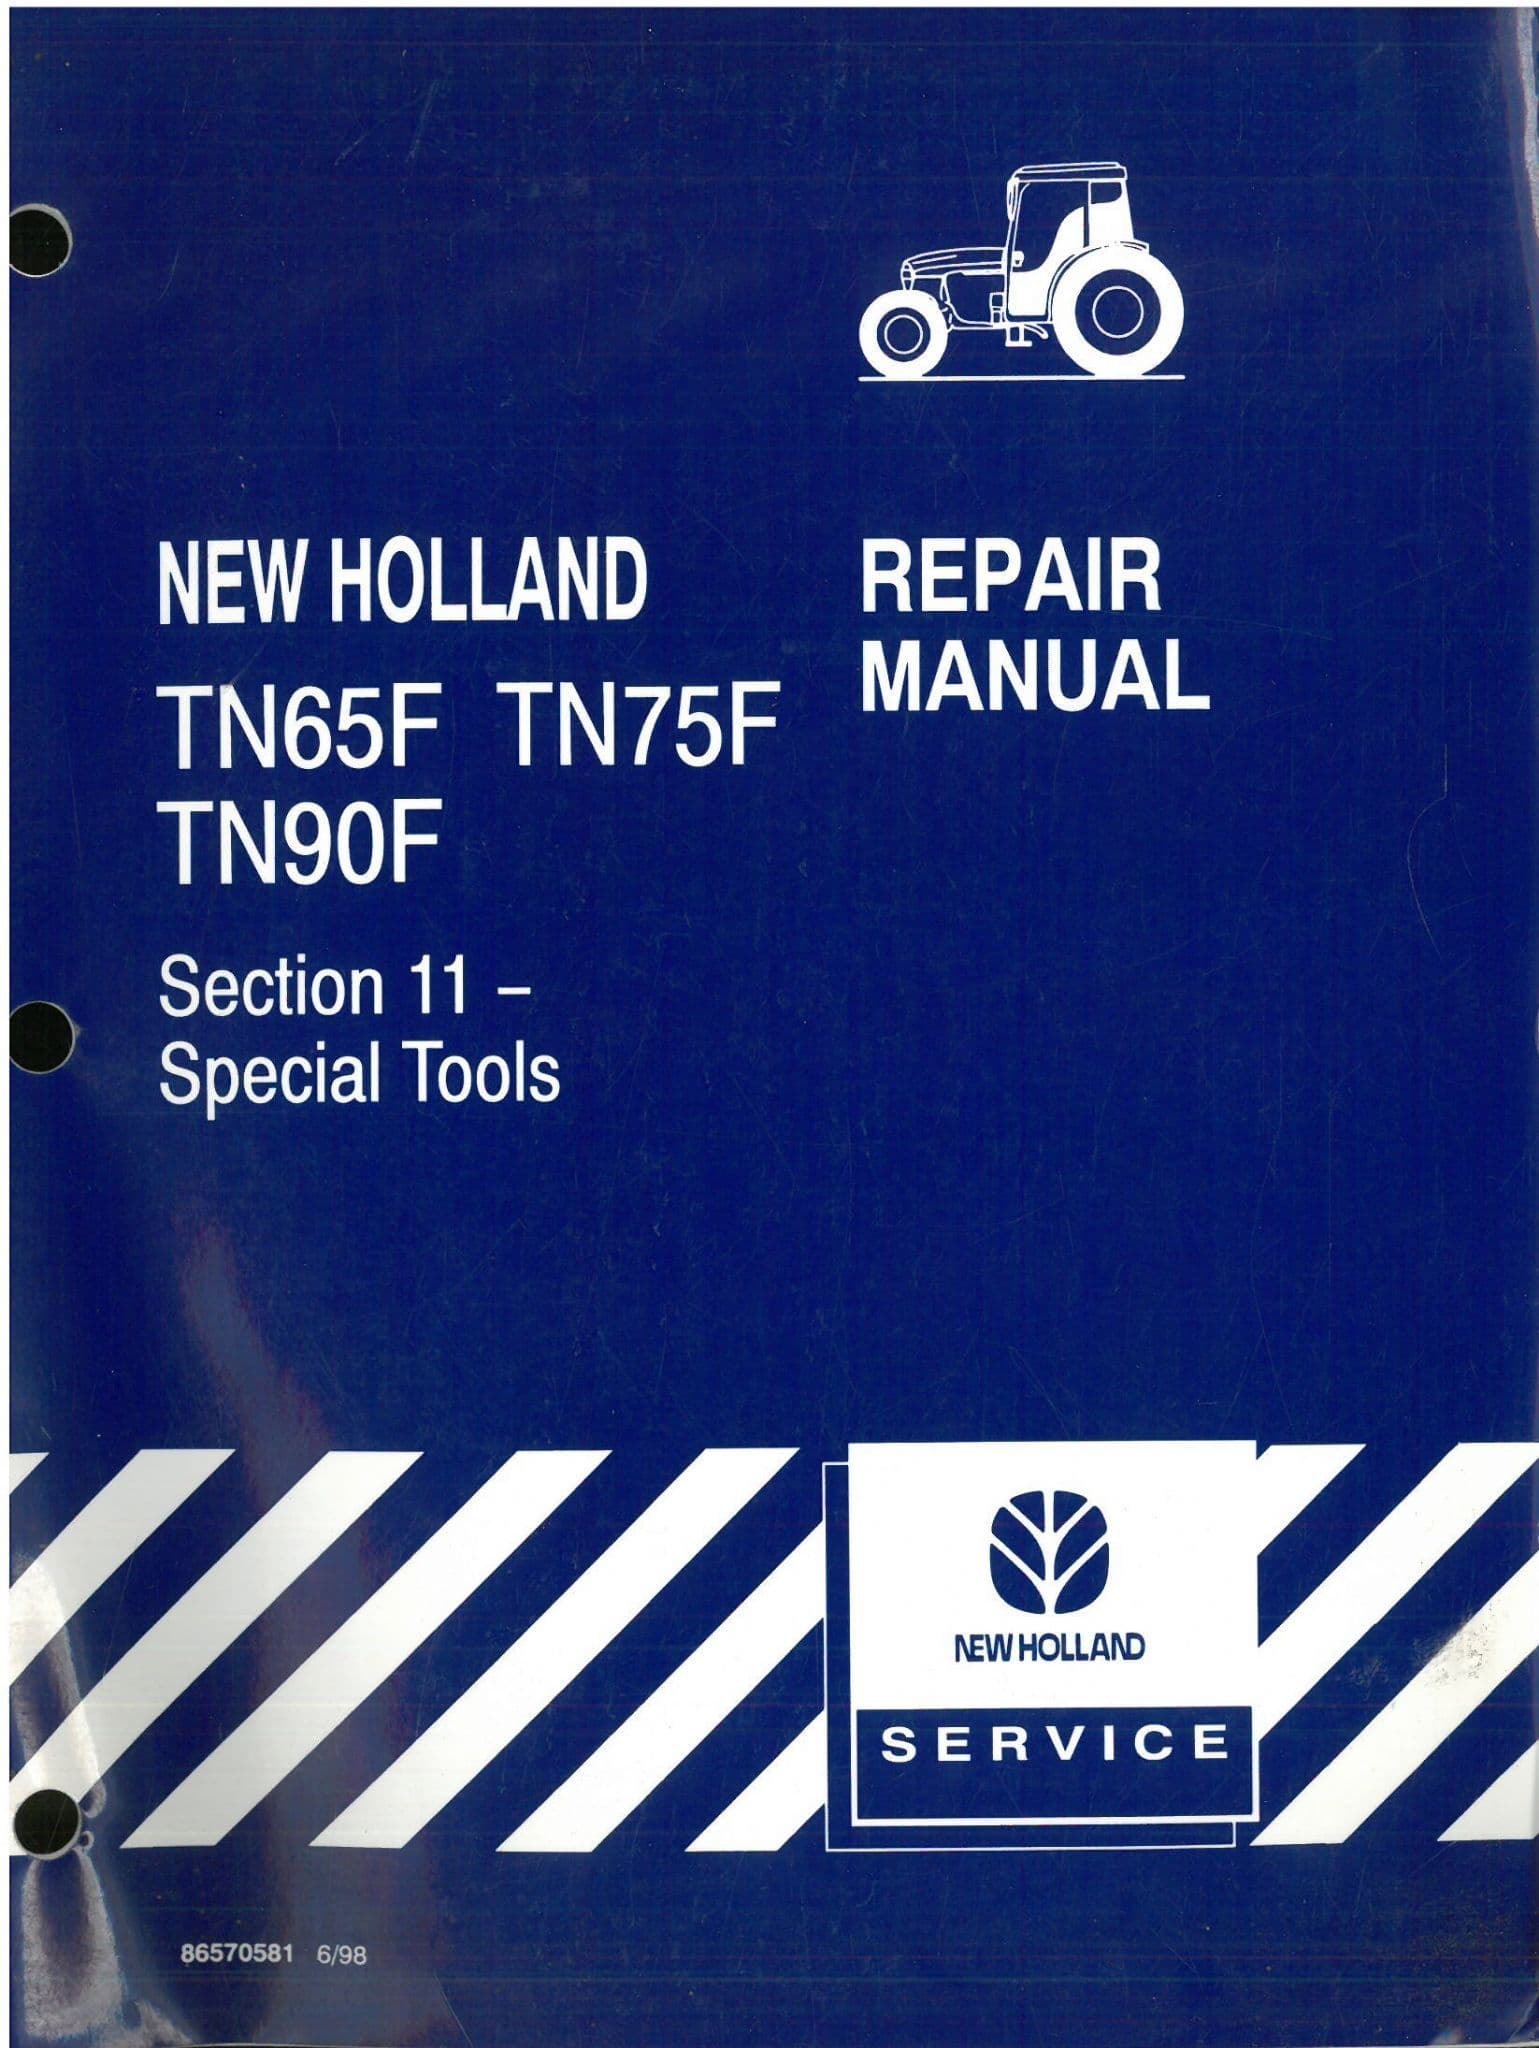 NEW HOLLAND
TN65F TN75F
TN90F
Section 11 –
Special Tools
REPAIR
MANUAL
NEW HOLLAND
SERVICE
86570581 6/98